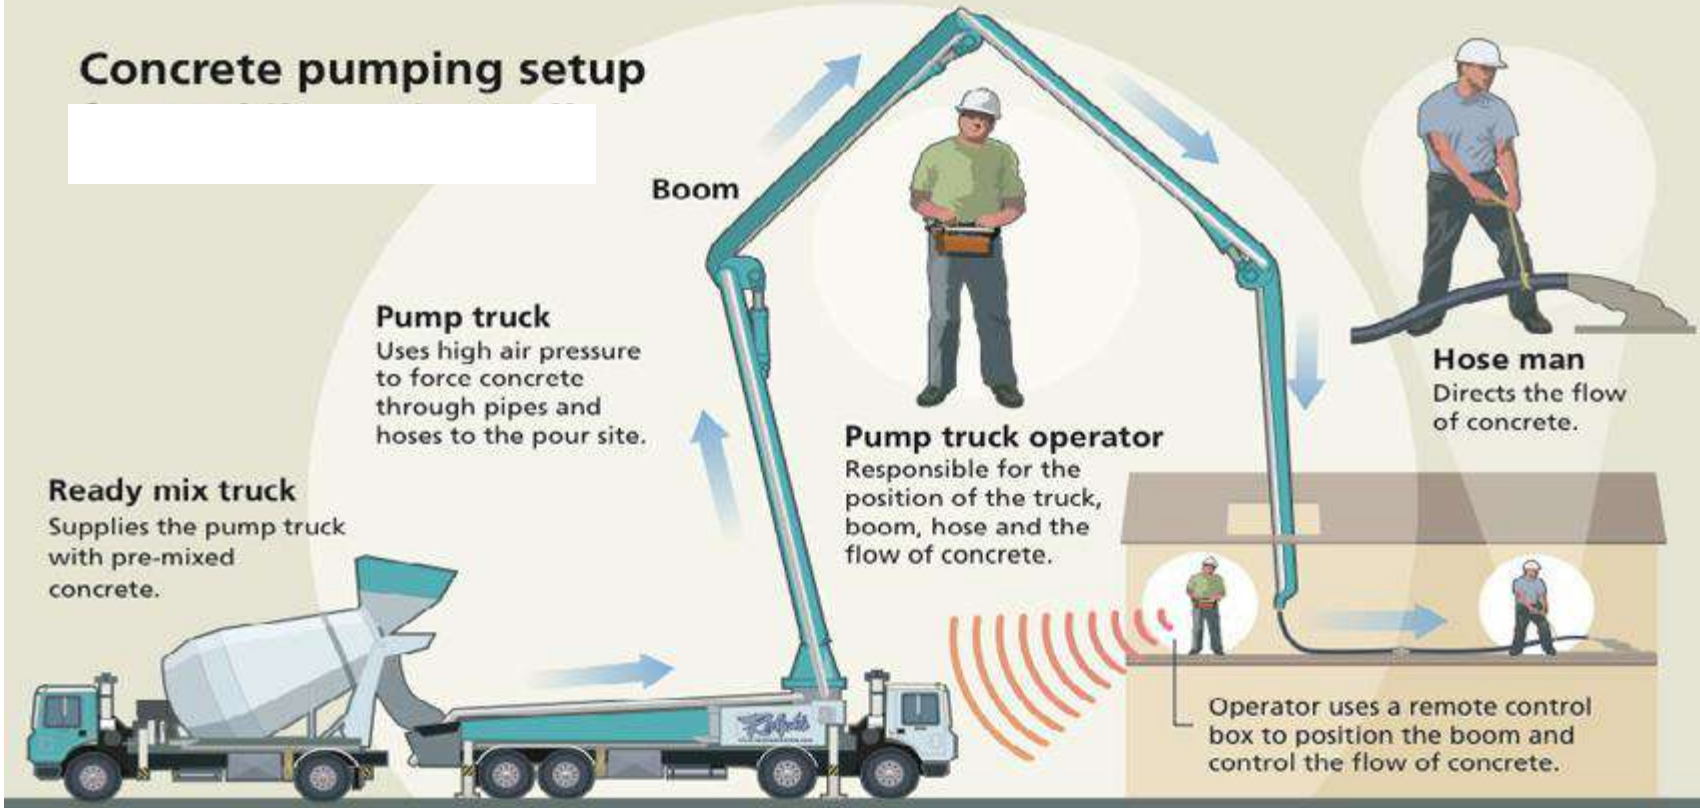 Concrete pumping setup
Boom
Pump truck
Uses high air pressure
to force concrete
through pipes and
hoses to the pour site.
Ready mix truck
Supplies the pump truck
with pre-mixed
concrete.
Pump truck operator
Responsible for the
position of the truck,
boom, hose and the
flow of concrete.
Hose man
Directs the flow
of concrete.
Operator uses a remote control
box to position the boom and
control the flow of concrete.